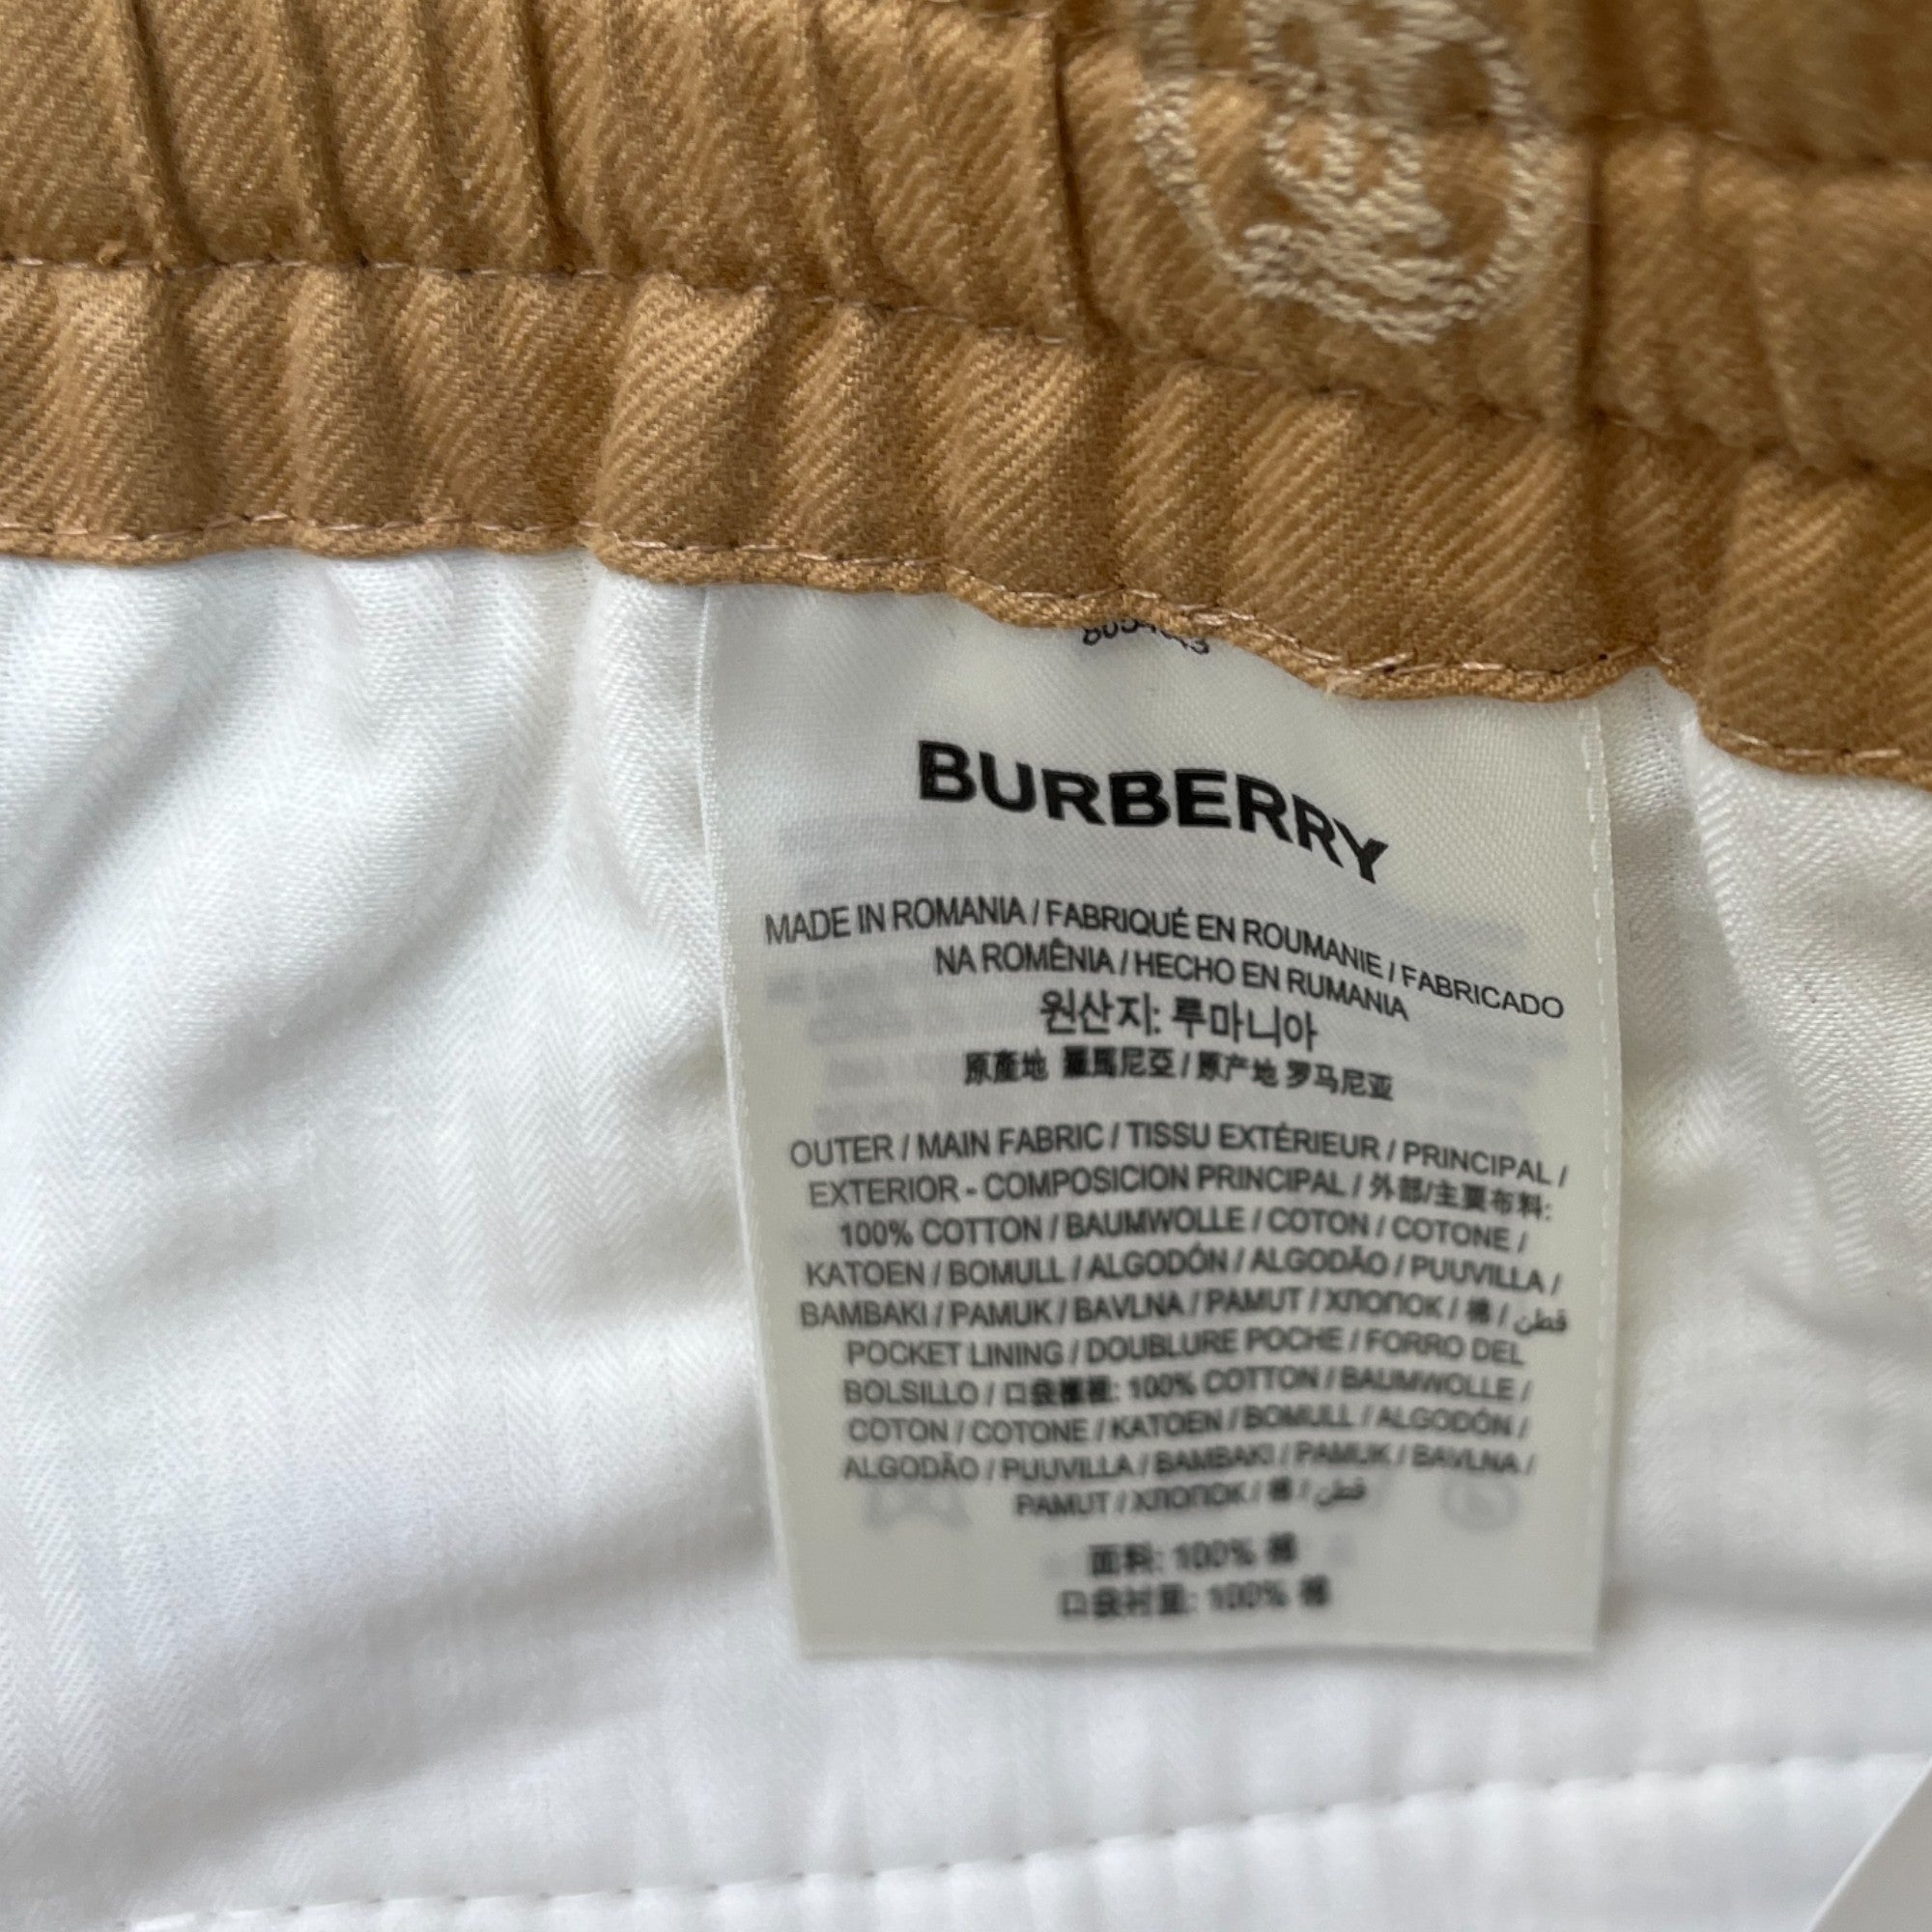 BURBERRY
MADE IN ROMANIA / FABRIQUÉ EN ROUMANIE / FABRICADO
NA ROMÊNIA / HECHO EN RUMANIA
원산지: 루마니아
原產地 羅馬尼亞 / 原产地 罗马尼亚
OUTER / MAIN FABRIC / TISSU EXTÉRIEUR / PRINCIPAL /
EXTERIOR - COMPOSICION PRINCIPAL / 外部/主要布料:
100% COTTON / BAUMWOLLE / COTON / COTONE /
KATOEN / BOMULL / ALGODÓN / ALGODÃO / PUUVILLA /
BAMBAKI / PAMUK / BAVLNA / PAMUT / ХЛОПОК / 棉 / قطن
POCKET LINING / DOUBLURE POCHE / FORRO DEL
BOLSILLO / 口袋裡: 100% COTTON / BAUMWOLLE /
COTON / COTONE / KATOEN / BOMULL / ALGODÓN /
ALGODÃO / PUUVILLA / BAMBAKI / PAMUK / BAVLNA /
PAMUT / ХЛОПОК / 棉 / قطن
面料: 100% 棉
口袋衬里: 100% 棉